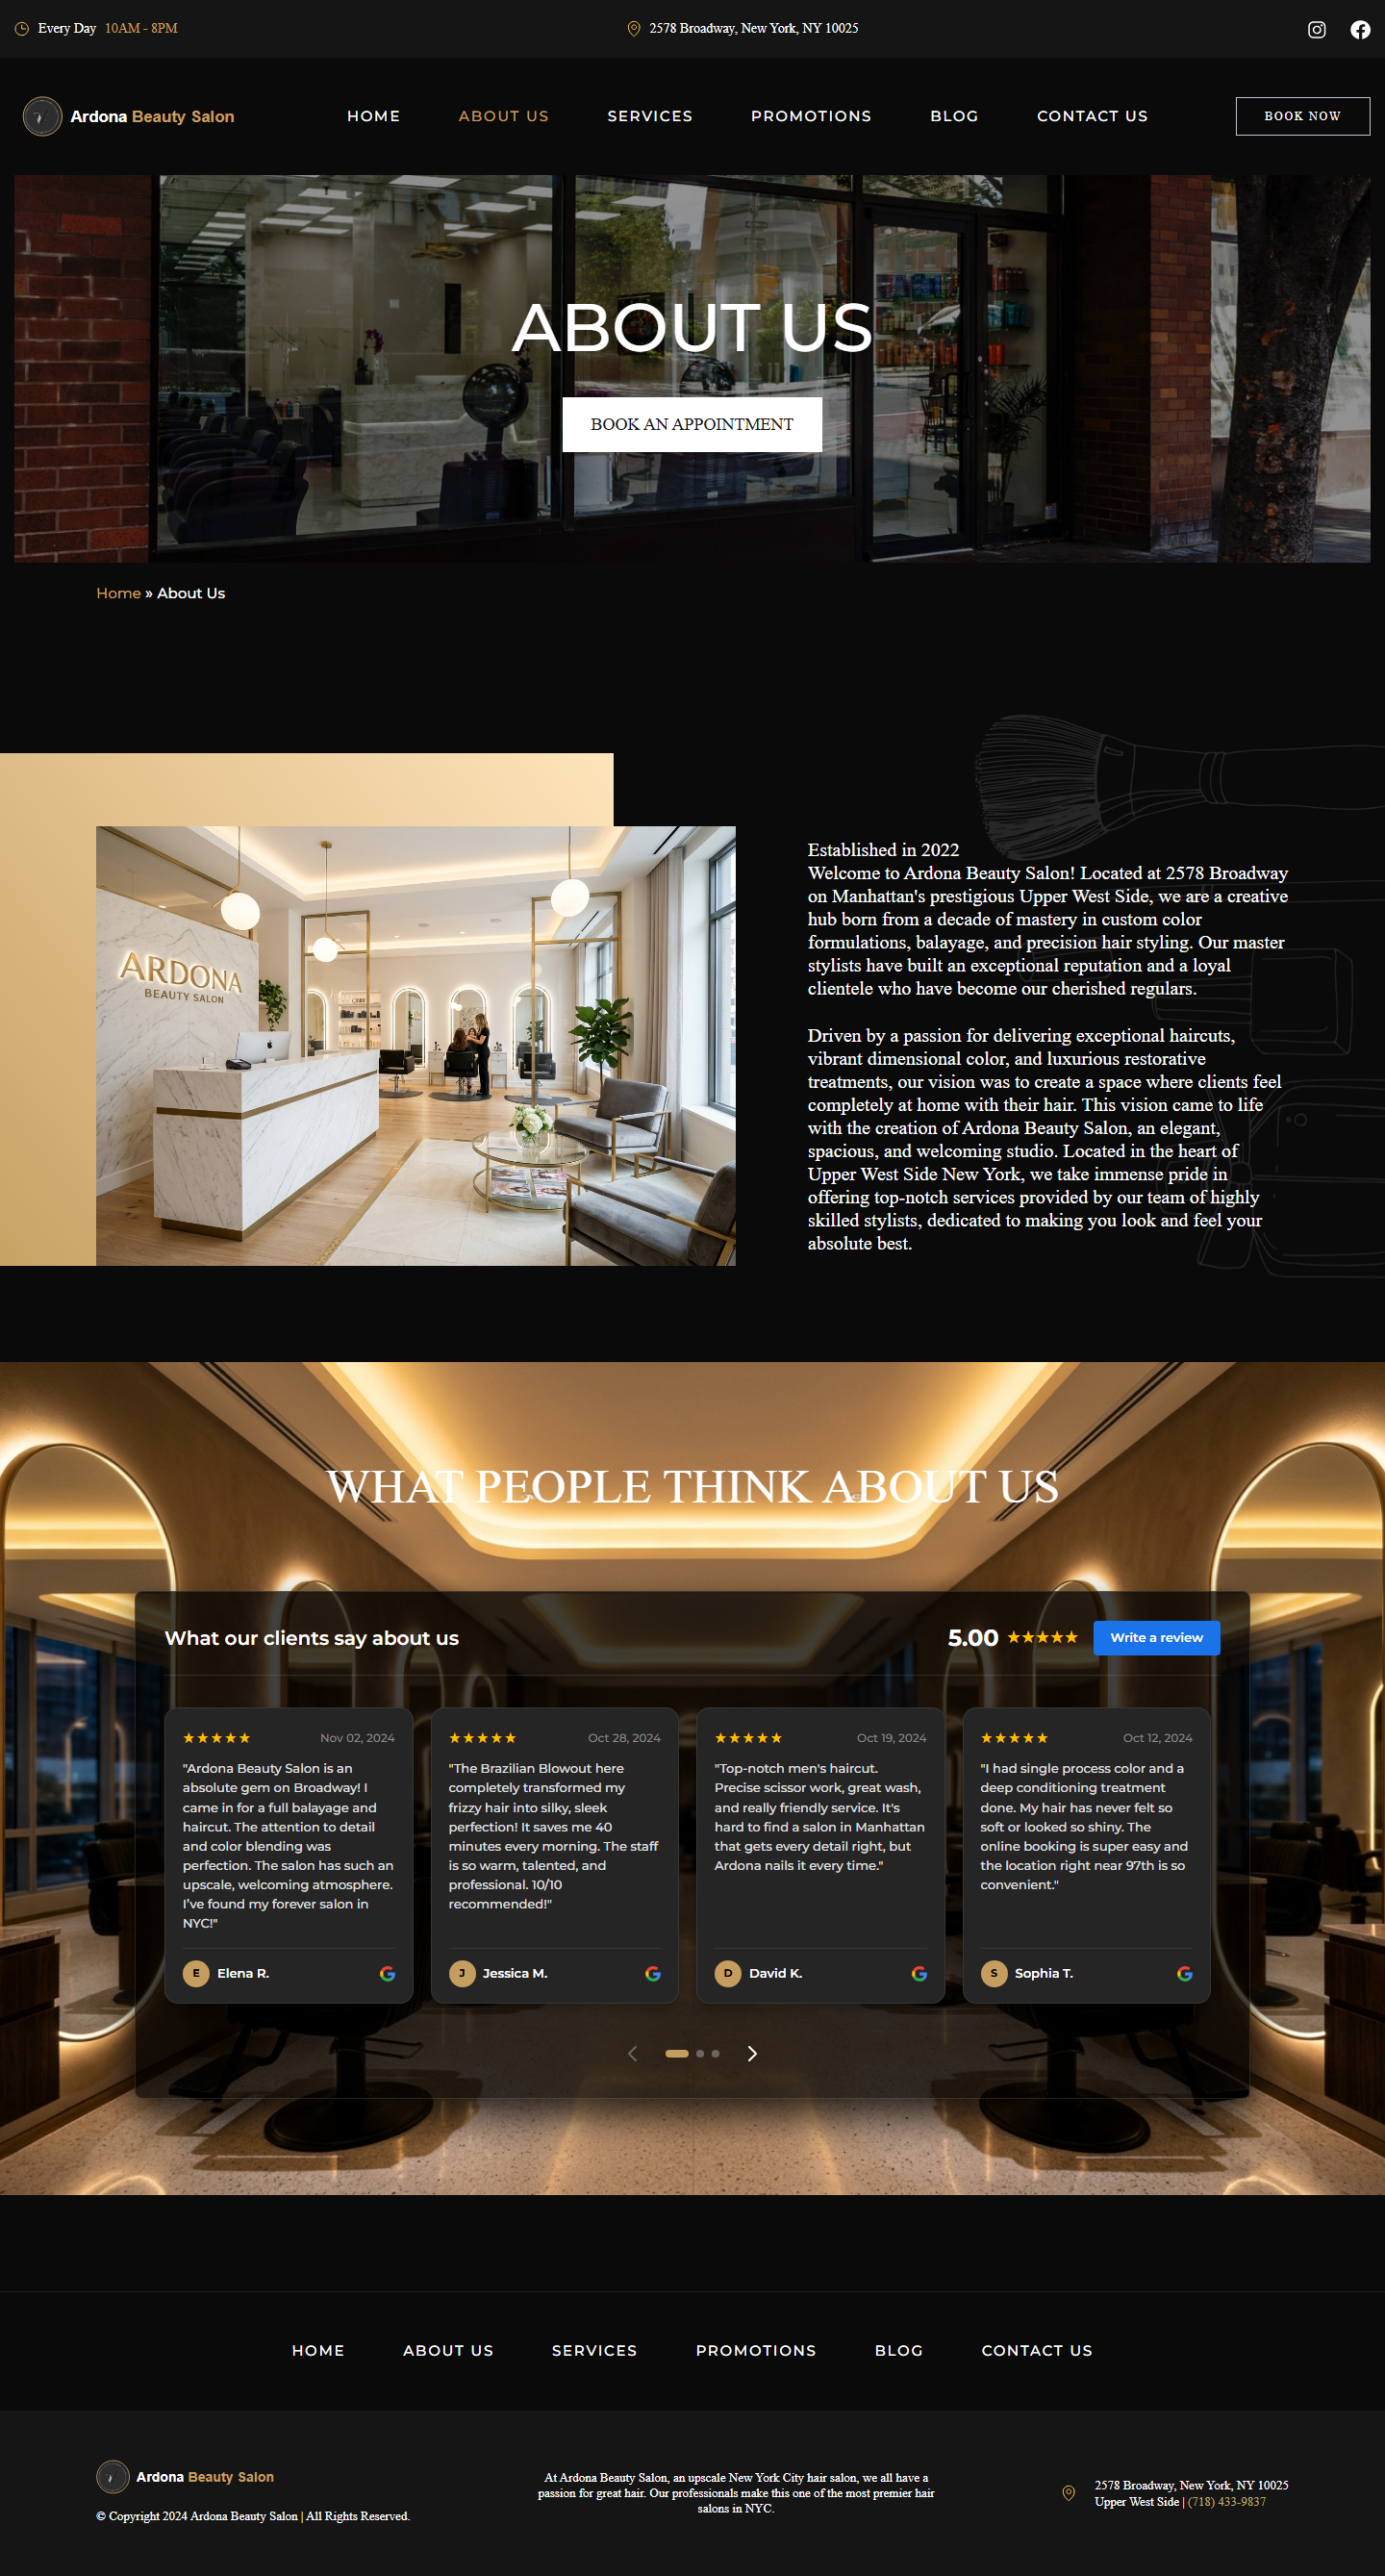 Every Day 10AM - 8PM
2578 Broadway, New York, NY 10025
Ardona Beauty Salon
HOME
ABOUT US
SERVICES
PROMOTIONS
BLOG
CONTACT US
BOOK NOW
ABOUT US
BOOK AN APPOINTMENT
Home » About Us
ARDONA
BEAUTY SALON
Established in 2022
Welcome to Ardona Beauty Salon! Located at 2578 Broadway
on Manhattan's prestigious Upper West Side, we are a creative
hub born from a decade of mastery in custom color
formulations, balayage, and precision hair styling. Our master
stylists have built an exceptional reputation and a loyal
clientele who have become our cherished regulars.
Driven by a passion for delivering exceptional haircuts,
vibrant dimensional color, and luxurious restorative
treatments, our vision was to create a space where clients feel
completely at home with their hair. This vision came to life
with the creation of Ardona Beauty Salon, an elegant,
spacious, and welcoming studio. Located in the heart of
Upper West Side New York, we take immense pride in
offering top-notch services provided by our team of highly
skilled stylists, dedicated to making you look and feel your
absolute best.
WHAT PEOPLE THINK ABOUT US
What our clients say about us
5.00
Write a review
Nov 02, 2024
"Ardona Beauty Salon is an
absolute gem on Broadway! I
came in for a full balayage and
haircut. The attention to detail
and color blending was
perfection. The salon has such an
upscale, welcoming atmosphere.
I've found my forever salon in
NYC!"
E
Elena R.
Oct 28, 2024
"The Brazilian Blowout here
completely transformed my
frizzy hair into silky, sleek
perfection! It saves me 40
minutes every morning. The staff
is so warm, talented, and
professional. 10/10
recommended!"
J
Jessica M.
Oct 19, 2024
"Top-notch men's haircut.
Precise scissor work, great wash,
and really friendly service. It's
hard to find a salon in Manhattan
that gets every detail right, but
Ardona nails it every time."
D
David K.
Oct 12, 2024
"I had single process color and a
deep conditioning treatment
done. My hair has never felt so
soft or looked so shiny. The
online booking is super easy and
the location right near 97th is so
convenient."
S
Sophia T.
HOME
ABOUT US
SERVICES
PROMOTIONS
BLOG
CONTACT US
Ardona Beauty Salon
© Copyright 2024 Ardona Beauty Salon | All Rights Reserved.
At Ardona Beauty Salon, an upscale New York City hair salon, we all have a
passion for great hair. Our professionals make this one of the most premier hair
salons in NYC.
2578 Broadway, New York, NY 10025
Upper West Side | (718) 433-9837